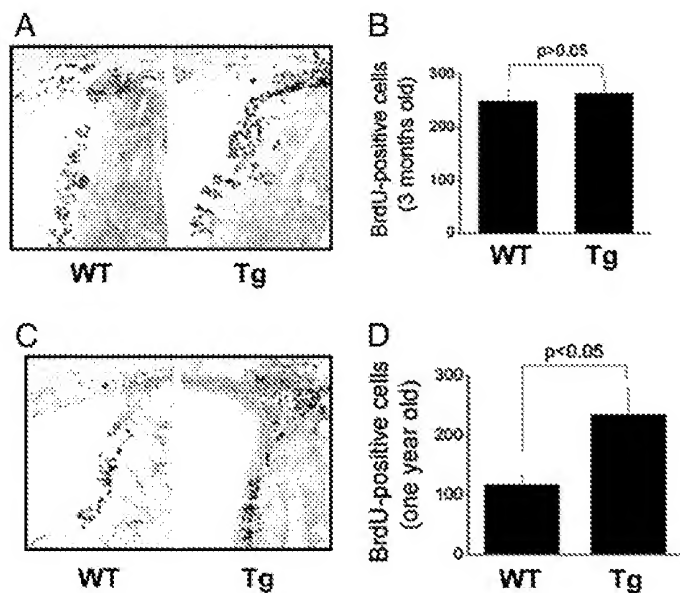 A
WT Tg
B
p>0.05
BrdU-positive cells
(3 months old)
300
200
100
0
WT Tg
C
WT Tg
D
p<0.05
BrdU-positive cells
(one year old)
300
200
100
0
WT Tg